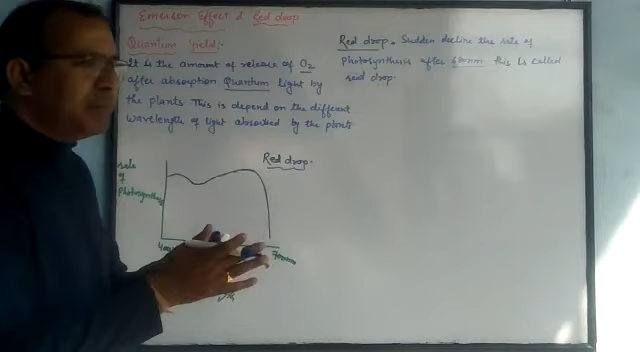 Emerson Effect & Red drop
Quantum Yield:-
It is the amount of release of O2
after absorption Quantum light by
the plants This is depend on the different
Wavelength of light absorbed by the plants
Red drop - Sudden decline the rate of
photosynthesis after 680nm this is called
red drop.
Red drop.
rate
of
photosynthesis
400
700nm